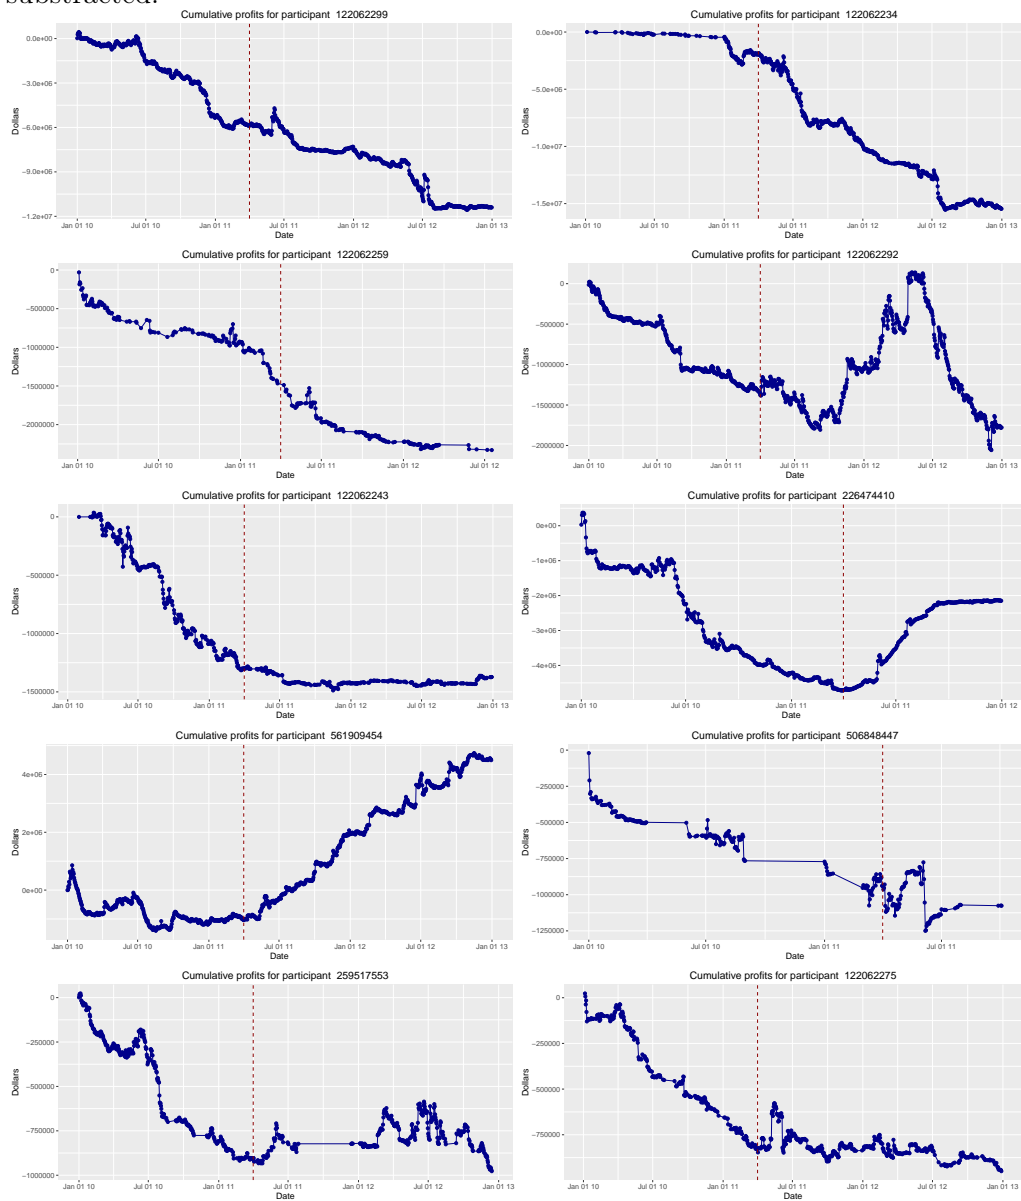 substracted.
Cumulative profits for participant 122062299
Dollars
0.0e+00
−3.0e+06
−6.0e+06
−9.0e+06
−1.2e+07
Jan 01 10 Jul 01 10 Jan 01 11 Jul 01 11 Jan 01 12 Jul 01 12 Jan 01 13
Date
Cumulative profits for participant 122062234
Dollars
0.0e+00
−5.0e+06
−1.0e+07
−1.5e+07
Jan 01 10 Jul 01 10 Jan 01 11 Jul 01 11 Jan 01 12 Jul 01 12 Jan 01 13
Date
Cumulative profits for participant 122062259
Dollars
0
−500000
−1000000
−1500000
−2000000
Jan 01 10 Jul 01 10 Jan 01 11 Jul 01 11 Jan 01 12 Jul 01 12
Date
Cumulative profits for participant 122062292
Dollars
0
−500000
−1000000
−1500000
−2000000
Jan 01 10 Jul 01 10 Jan 01 11 Jul 01 11 Jan 01 12 Jul 01 12 Jan 01 13
Date
Cumulative profits for participant 122062243
Dollars
0
−500000
−1000000
−1500000
Jan 01 10 Jul 01 10 Jan 01 11 Jul 01 11 Jan 01 12 Jul 01 12 Jan 01 13
Date
Cumulative profits for participant 226474410
Dollars
0e+00
−1e+06
−2e+06
−3e+06
−4e+06
Jan 01 10 Jul 01 10 Jan 01 11 Jul 01 11 Jan 01 12
Date
Cumulative profits for participant 561909454
Dollars
4e+06
2e+06
0e+00
Jan 01 10 Jul 01 10 Jan 01 11 Jul 01 11 Jan 01 12 Jul 01 12 Jan 01 13
Date
Cumulative profits for participant 506848447
Dollars
0
−250000
−500000
−750000
−1000000
−1250000
Jan 01 10 Jul 01 10 Jan 01 11 Jul 01 11
Date
Cumulative profits for participant 259517553
Dollars
0
−250000
−500000
−750000
−1000000
Jan 01 10 Jul 01 10 Jan 01 11 Jul 01 11 Jan 01 12 Jul 01 12 Jan 01 13
Date
Cumulative profits for participant 122062275
Dollars
0
−250000
−500000
−750000
Jan 01 10 Jul 01 10 Jan 01 11 Jul 01 11 Jan 01 12 Jul 01 12 Jan 01 13
Date